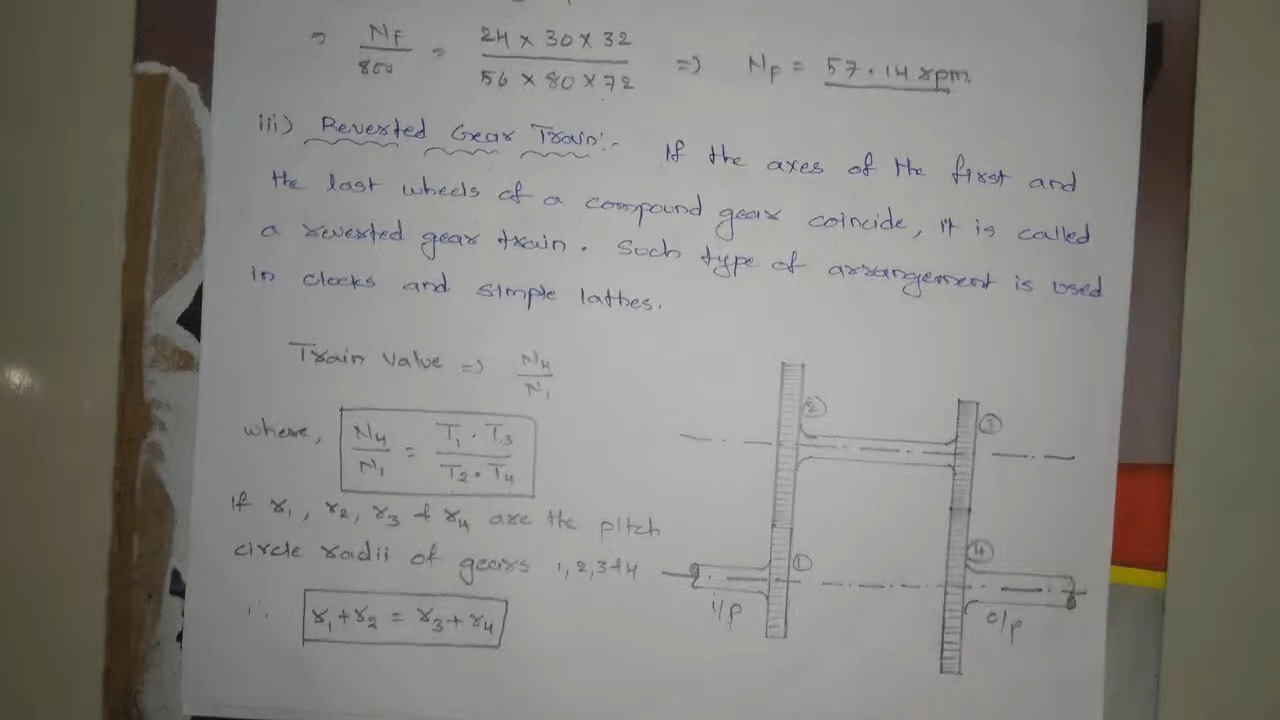 ⇒ N_F/800 = 24 × 30 × 32 / 56 × 80 × 72 ⇒ N_F = 57.14 rpm
iii) Reverted Gear Train:- If the axes of the first and
the last wheels of a compound gear coincide, it is called
a reverted gear train. Such type of arrangement is used
in clocks and simple lathes.
Train value ⇒ N4/N1
where, N4/N1 = T1 . T3 / T2 . T4
If r1, r2, r3 & r4 are the pitch
circle radii of gears 1,2,3&4
∴ r1 + r2 = r3 + r4
2
3
1
4
i/p
o/p